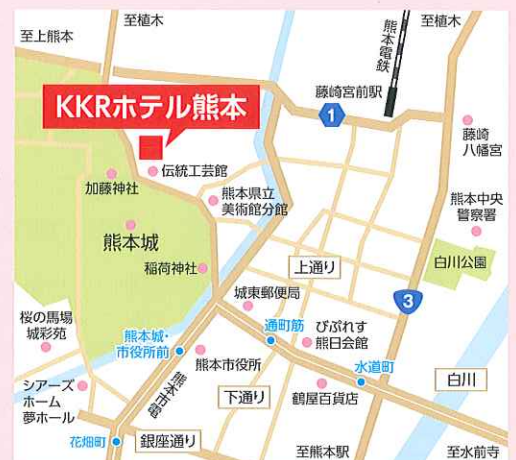 至上熊本
至植木
至植木
熊本電鉄
藤崎宮前駅
1
KKRホテル熊本
藤崎
八幡宮
伝統工芸館
加藤神社
熊本県立
美術館分館
熊本中央
警察署
熊本城
白川公園
稲荷神社
上通り
3
城東郵便局
桜の馬場
城彩苑
熊本城・
市役所前
通町筋
びぷれす
熊日会館
熊本市役所
水道町
白川
シアーズ
ホーム
夢ホール
熊本市電
下通り
鶴屋百貨店
花畑町
銀座通り
至熊本駅
至水前寺